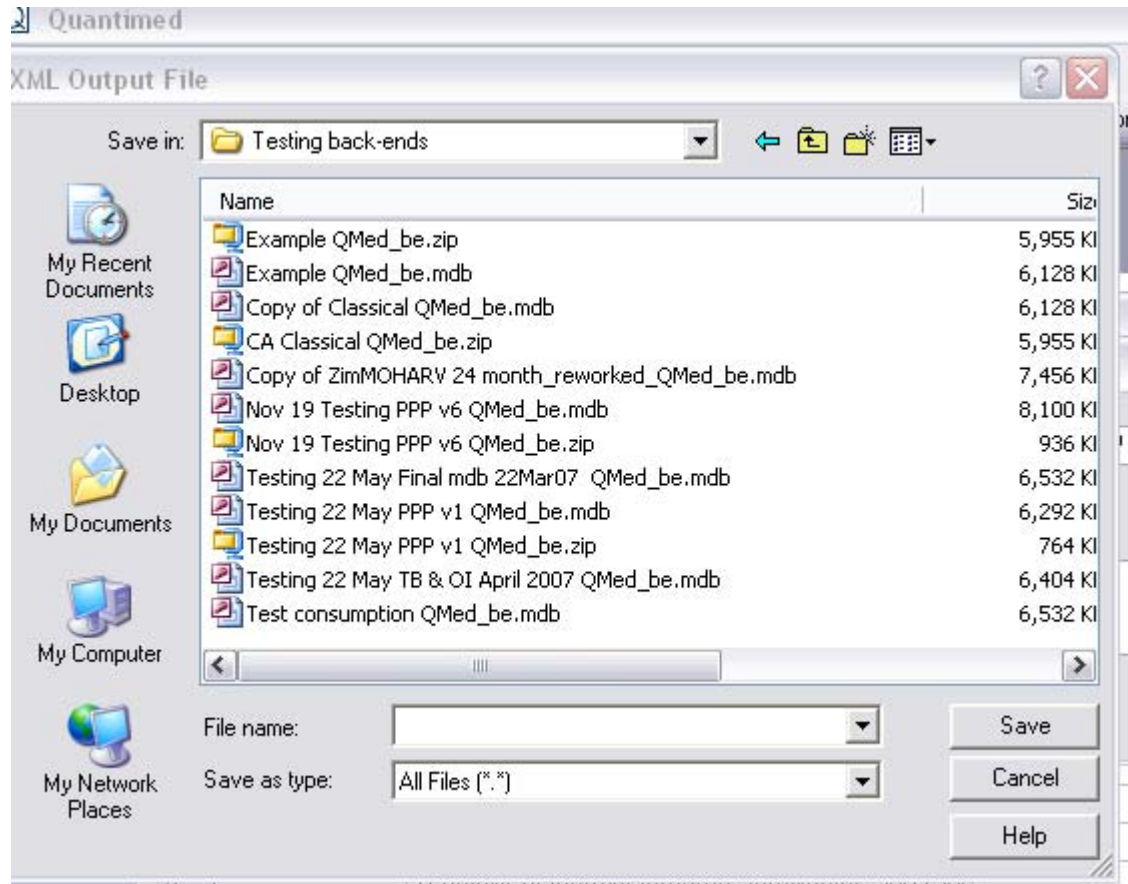 Quantimed
XML Output File
Save in: Testing back-ends
Name Siz
Example QMed_be.zip 5,955 KI
Example QMed_be.mdb 6,128 KI
Copy of Classical QMed_be.mdb 6,128 KI
CA Classical QMed_be.zip 5,955 KI
Copy of ZimMOHARV 24 month_reworked_QMed_be.mdb 7,456 KI
Nov 19 Testing PPP v6 QMed_be.mdb 8,100 KI
Nov 19 Testing PPP v6 QMed_be.zip 936 KI
Testing 22 May Final mdb 22Mar07  QMed_be.mdb 6,532 KI
Testing 22 May PPP v1 QMed_be.mdb 6,292 KI
Testing 22 May PPP v1 QMed_be.zip 764 KI
Testing 22 May TB & OI April 2007 QMed_be.mdb 6,404 KI
Test consumption QMed_be.mdb 6,532 KI
My Recent
Documents
Desktop
My Documents
My Computer
My Network
Places
File name:
Save
Save as type: All Files (*.*)
Cancel
Help